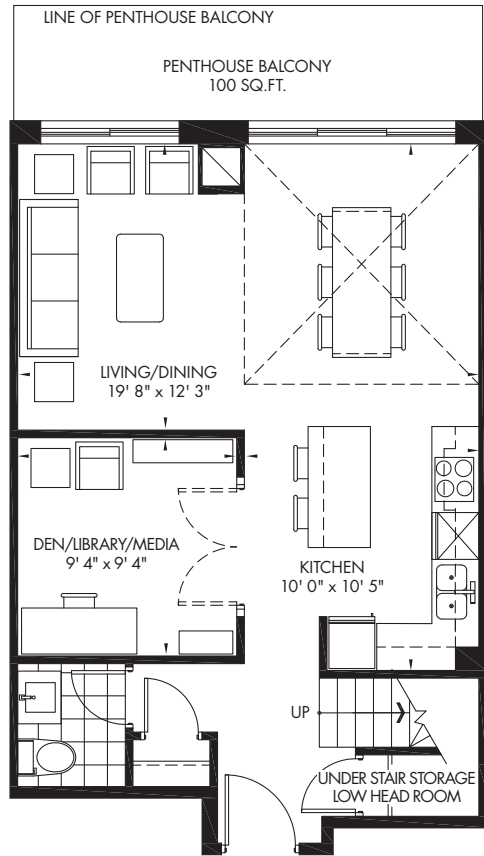 LINE OF PENTHOUSE BALCONY
PENTHOUSE BALCONY
100 SQ.FT.
LIVING/DINING
19' 8" x 12' 3"
DEN/LIBRARY/MEDIA
9' 4" x 9' 4"
KITCHEN
10' 0" x 10' 5"
UP
UNDER STAIR STORAGE
LOW HEAD ROOM